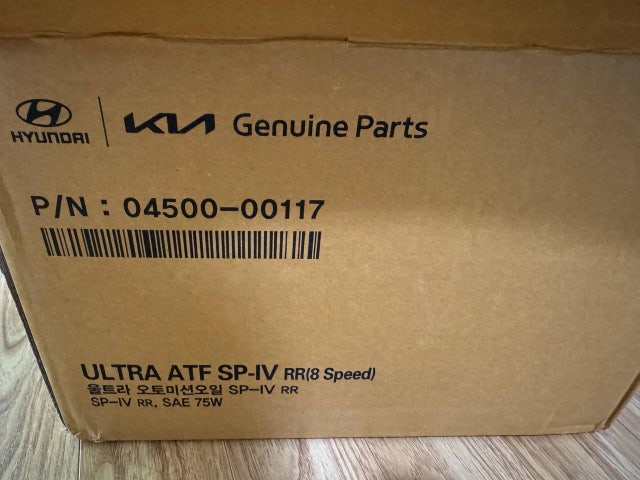 HYUNDAI KIA Genuine Parts
P/N : 04500-00117
ULTRA ATF SP-IV RR(8 Speed)
울트라 오토미션오일 SP-IV RR
SP-IV RR, SAE 75W